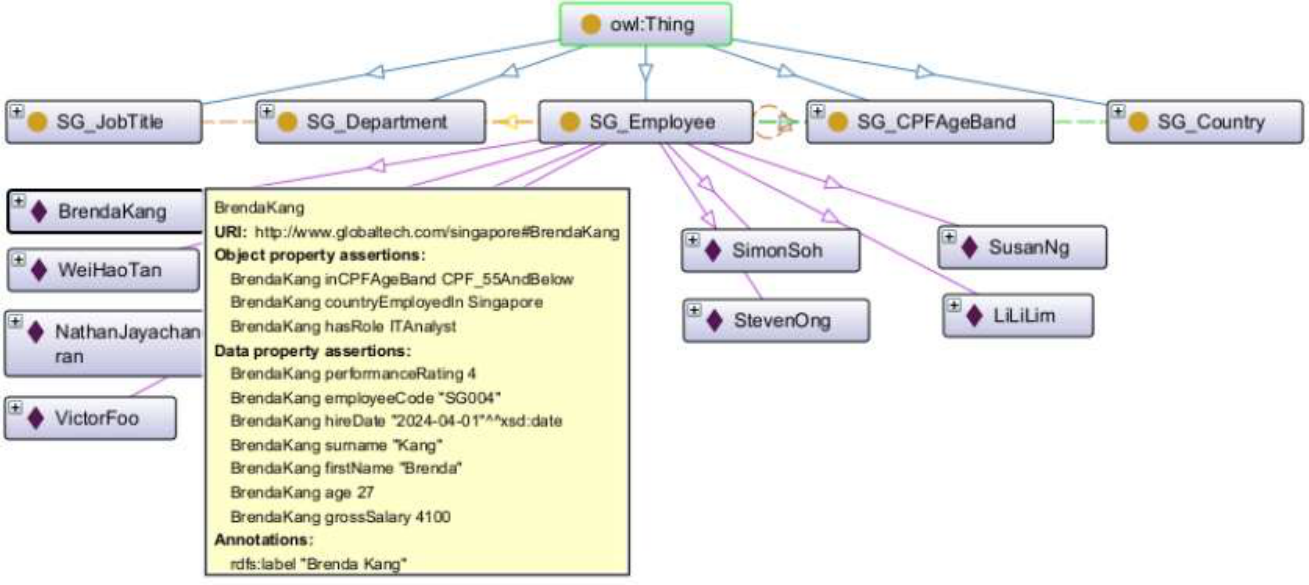 owl:Thing
SG_JobTitle
SG_Department
SG_Employee
SG_CPFAgeBand
SG_Country
BrendaKang
WeiHaoTan
NathanJayachan
ran
VictorFoo
BrendaKang
URI: http://www.globaltech.com/singapore#BrendaKang
Object property assertions:
BrendaKang inCPFAgeBand CPF_55AndBelow
BrendaKang countryEmployedIn Singapore
BrendaKang hasRole ITAnalyst
Data property assertions:
BrendaKang performanceRating 4
BrendaKang employeeCode "SG004"
BrendaKang hireDate "2024-04-01"^^xsd:date
BrendaKang surname "Kang"
BrendaKang firstName "Brenda"
BrendaKang age 27
BrendaKang grossSalary 4100
Annotations:
rdfs:label "Brenda Kang"
SimonSoh
StevenOng
SusanNg
LiLiLim